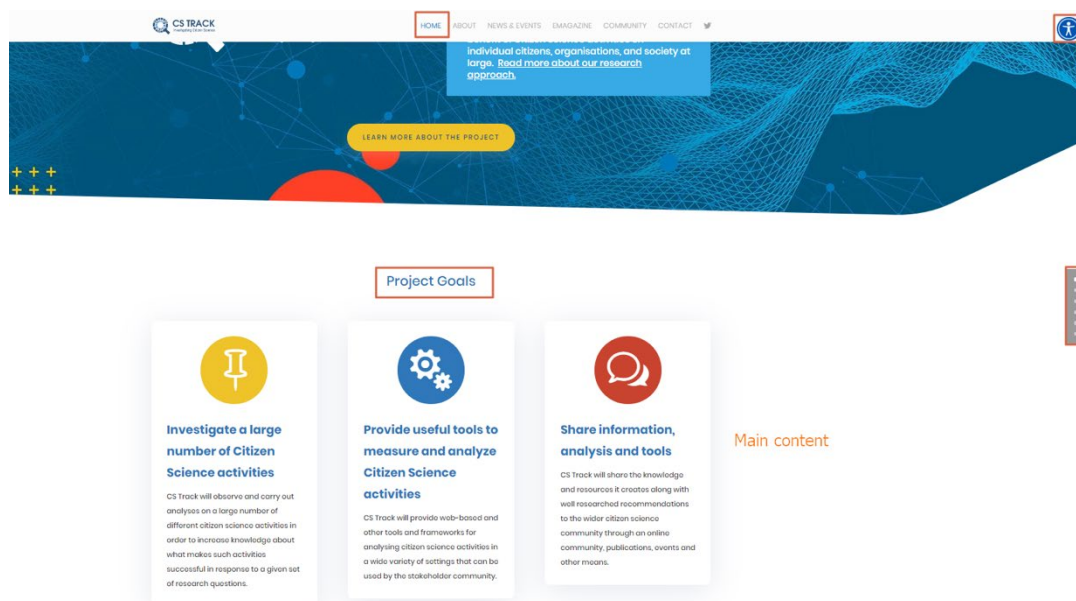 CS TRACK
Investigating Citizen Science
HOME ABOUT NEWS & EVENTS EMAGAZINE COMMUNITY CONTACT
individual citizens, organisations, and society at
large. Read more about our research
approach.
LEARN MORE ABOUT THE PROJECT
Project Goals
Investigate a large
number of Citizen
Science activities
CS Track will observe and carry out
analyses on a large number of
different citizen science activities in
order to increase knowledge about
what makes such activities
successful in response to a given set
of research questions.
Provide useful tools to
measure and analyze
Citizen Science
activities
CS Track will provide web-based and
other tools and frameworks for
analysing citizen science activities in
a wide variety of settings that can be
used by the stakeholder community.
Share information,
analysis and tools
CS Track will share the knowledge
and resources it creates along with
well researched recommendations
to the wider citizen science
community through an online
community, publications, events and
other means.
Main content